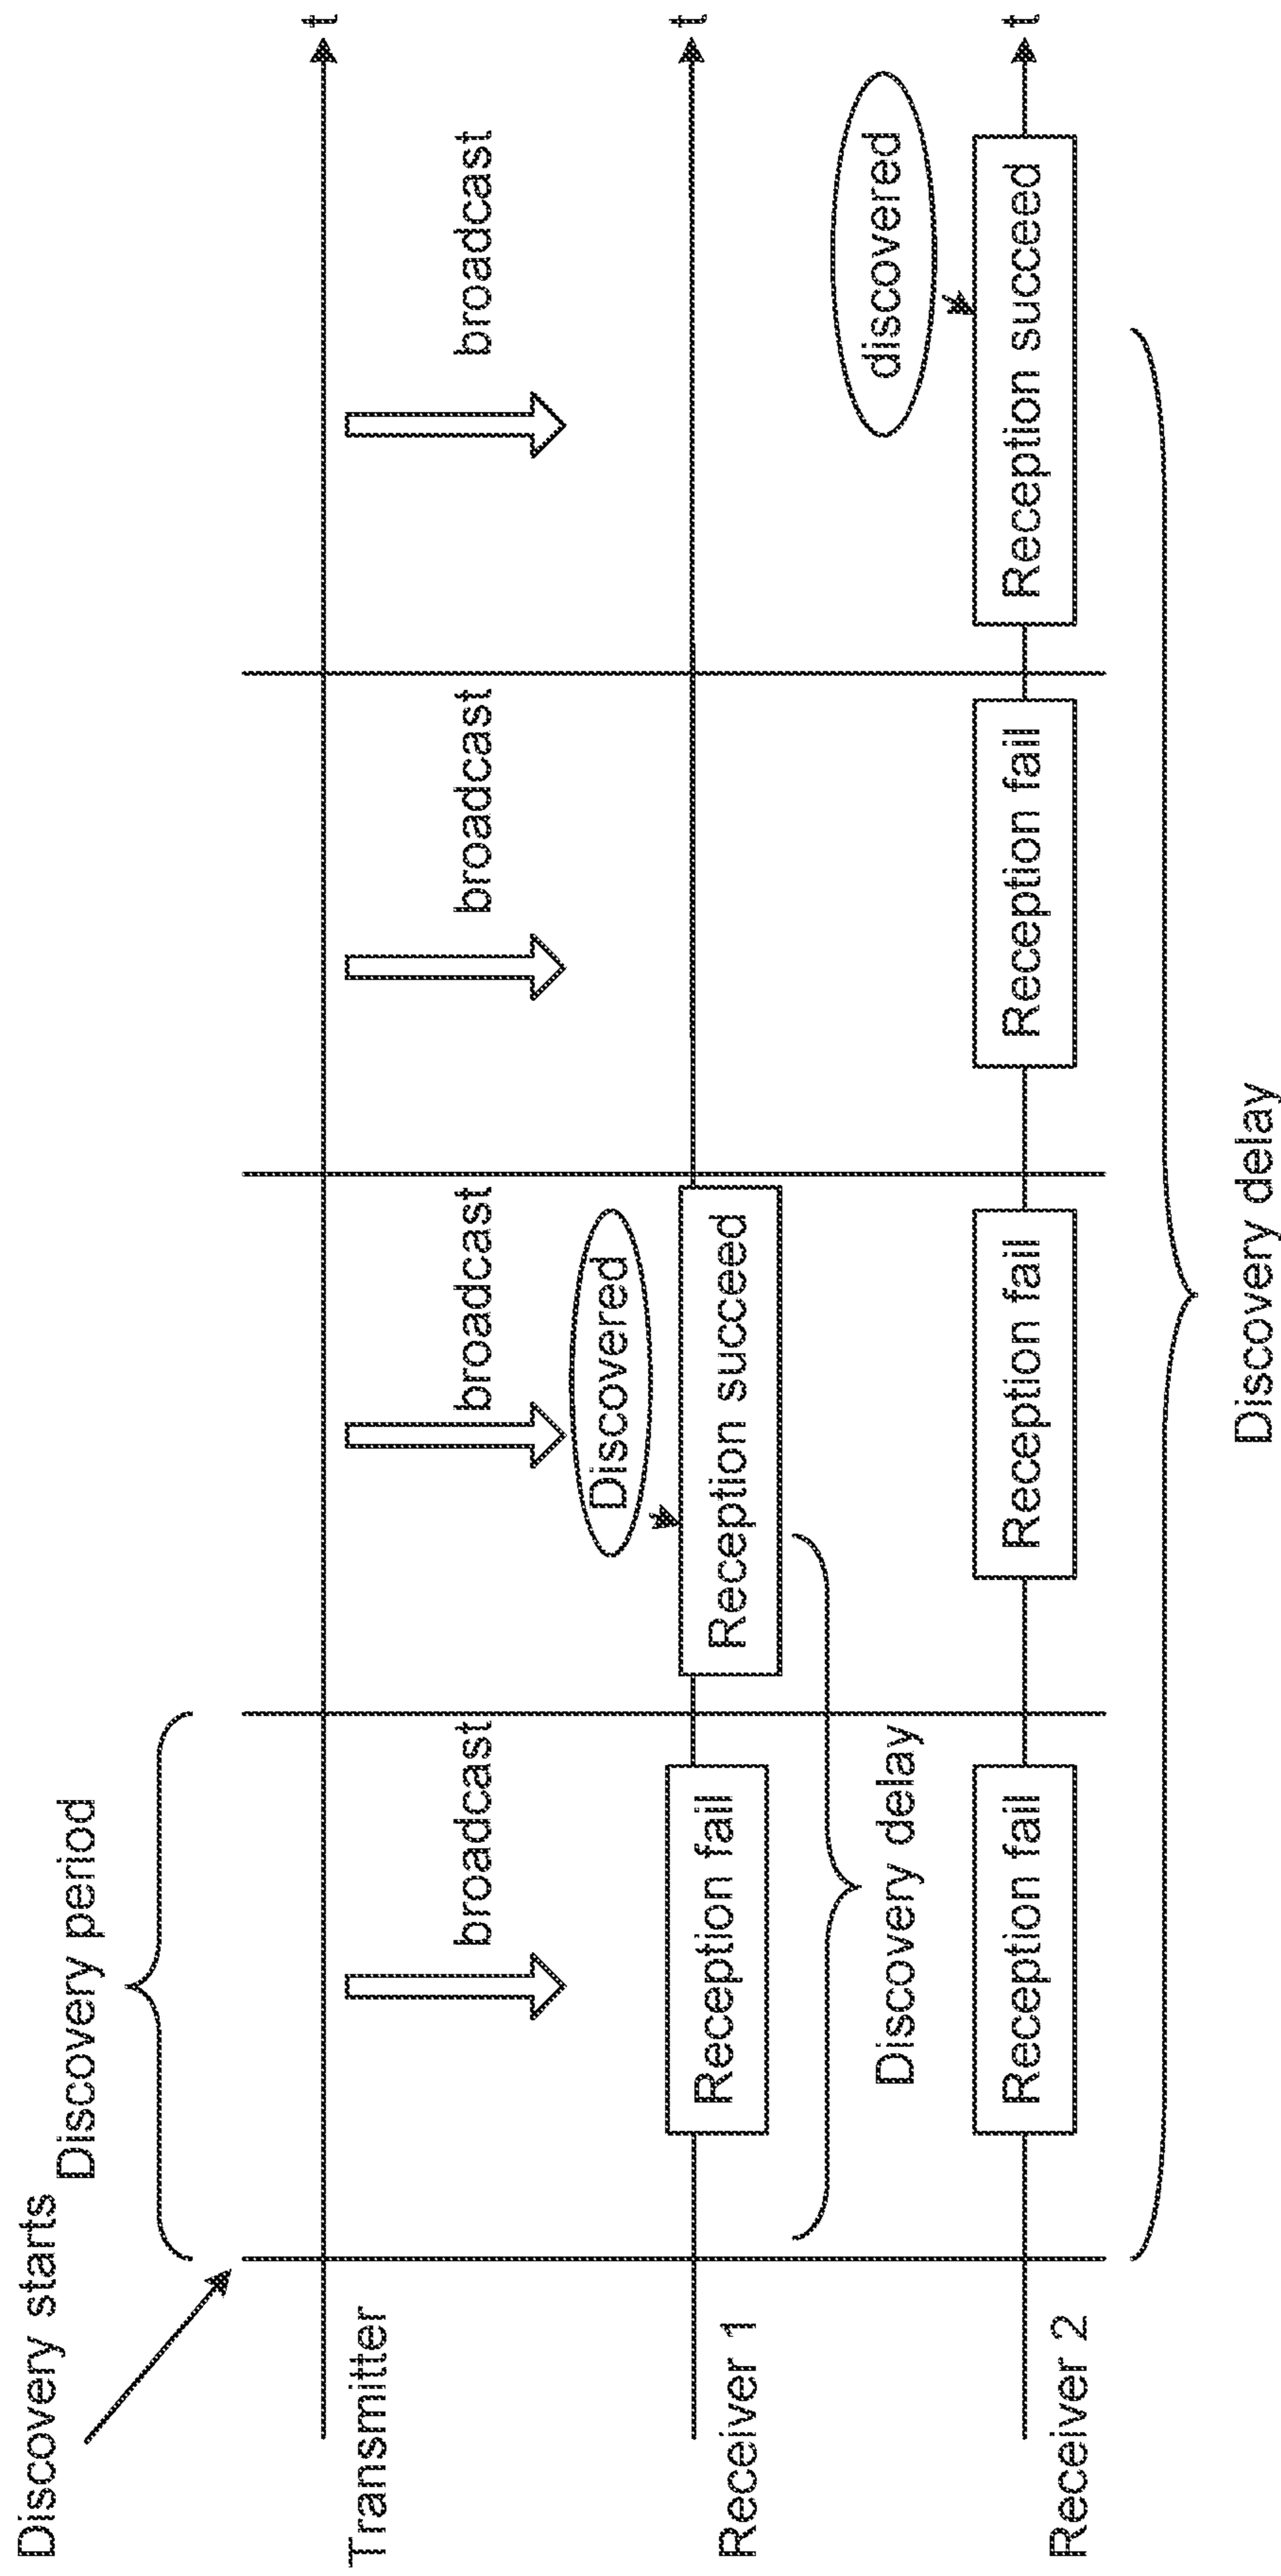 Discovery starts
Discovery period
Transmitter
t
broadcast
broadcast
broadcast
broadcast
Discovered
Receiver 1
Reception fail
Reception succeed
t
Discovery delay
discovered
Receiver 2
Reception fail
Reception fail
Reception fail
Reception succeed
t
Discovery delay